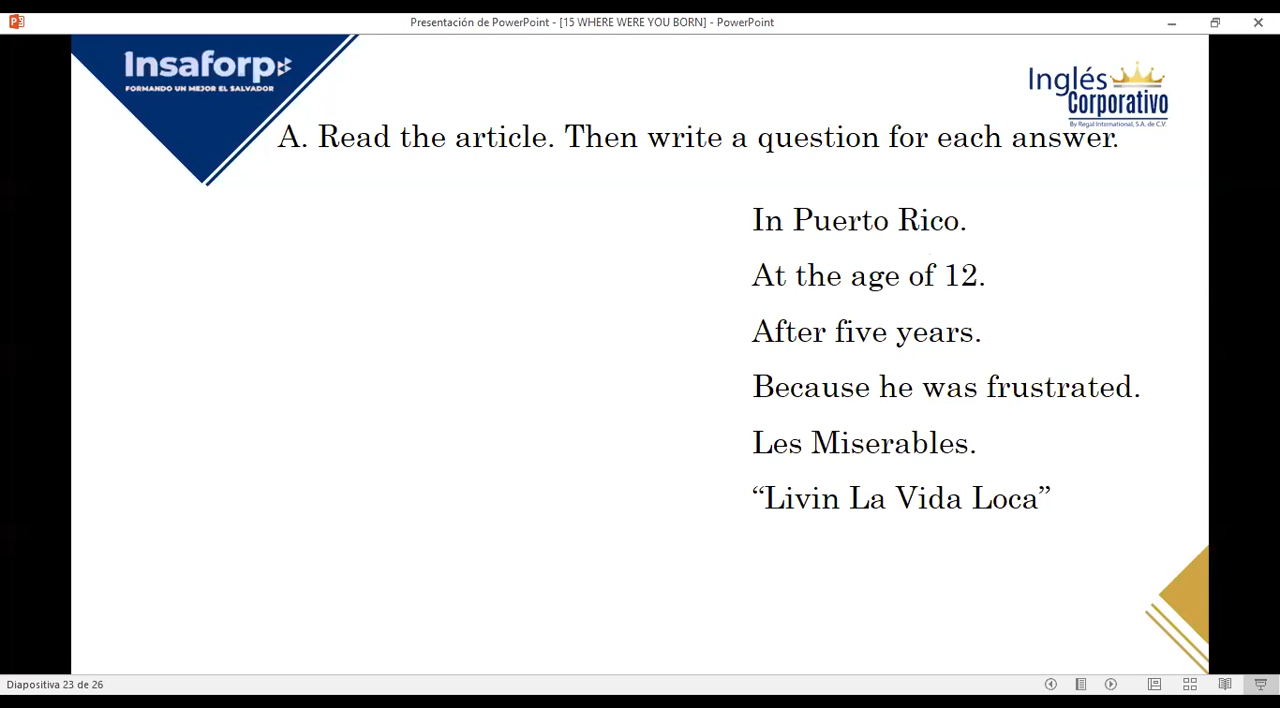 Presentación de PowerPoint - [15 WHERE WERE YOU BORN] - PowerPoint
Insaforp
FORMANDO UN MEJOR EL SALVADOR
Inglés
Corporativo
By Regal International, S.A. de C.V.
A. Read the article. Then write a question for each answer.
In Puerto Rico.
At the age of 12.
After five years.
Because he was frustrated.
Les Miserables.
“Livin La Vida Loca”
Diapositiva 23 de 26